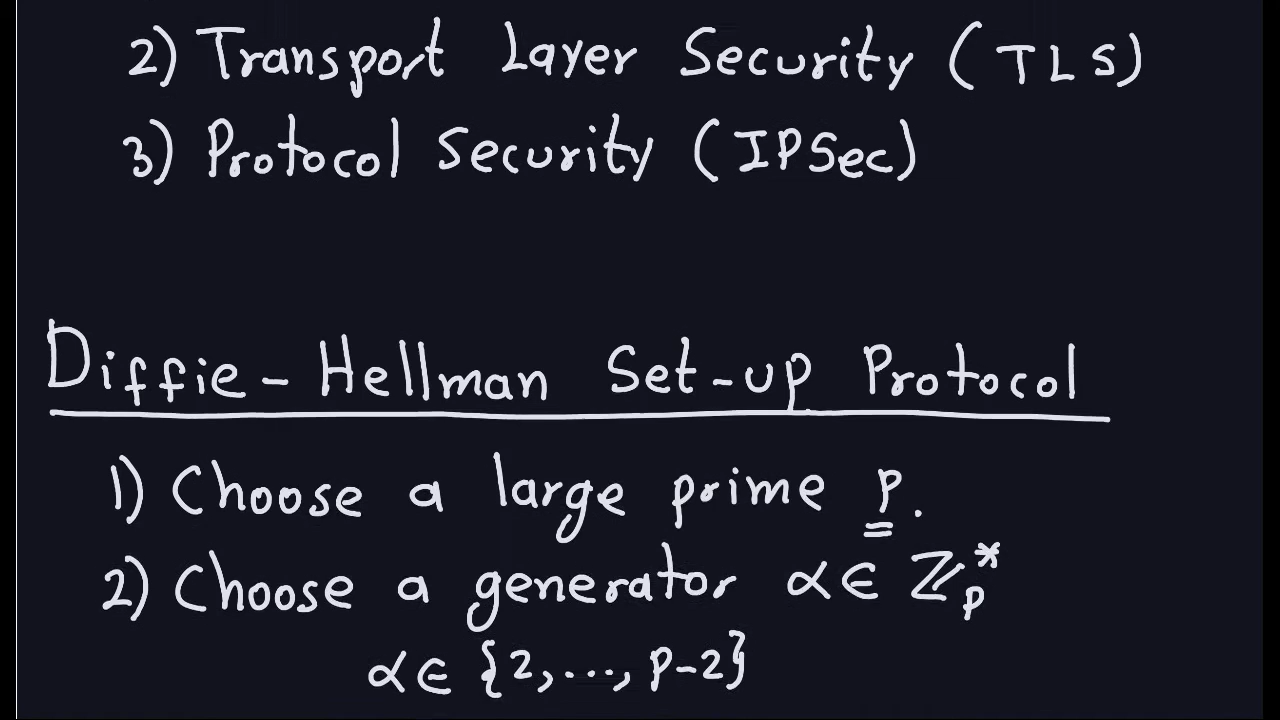 2) Transport Layer Security (TLS)
3) Protocol Security (IPSec)
Diffie-Hellman Set-up Protocol
1) Choose a large prime p.
2) Choose a generator α ∈ ℤₚ*
α ∈ {2, ..., p-2}